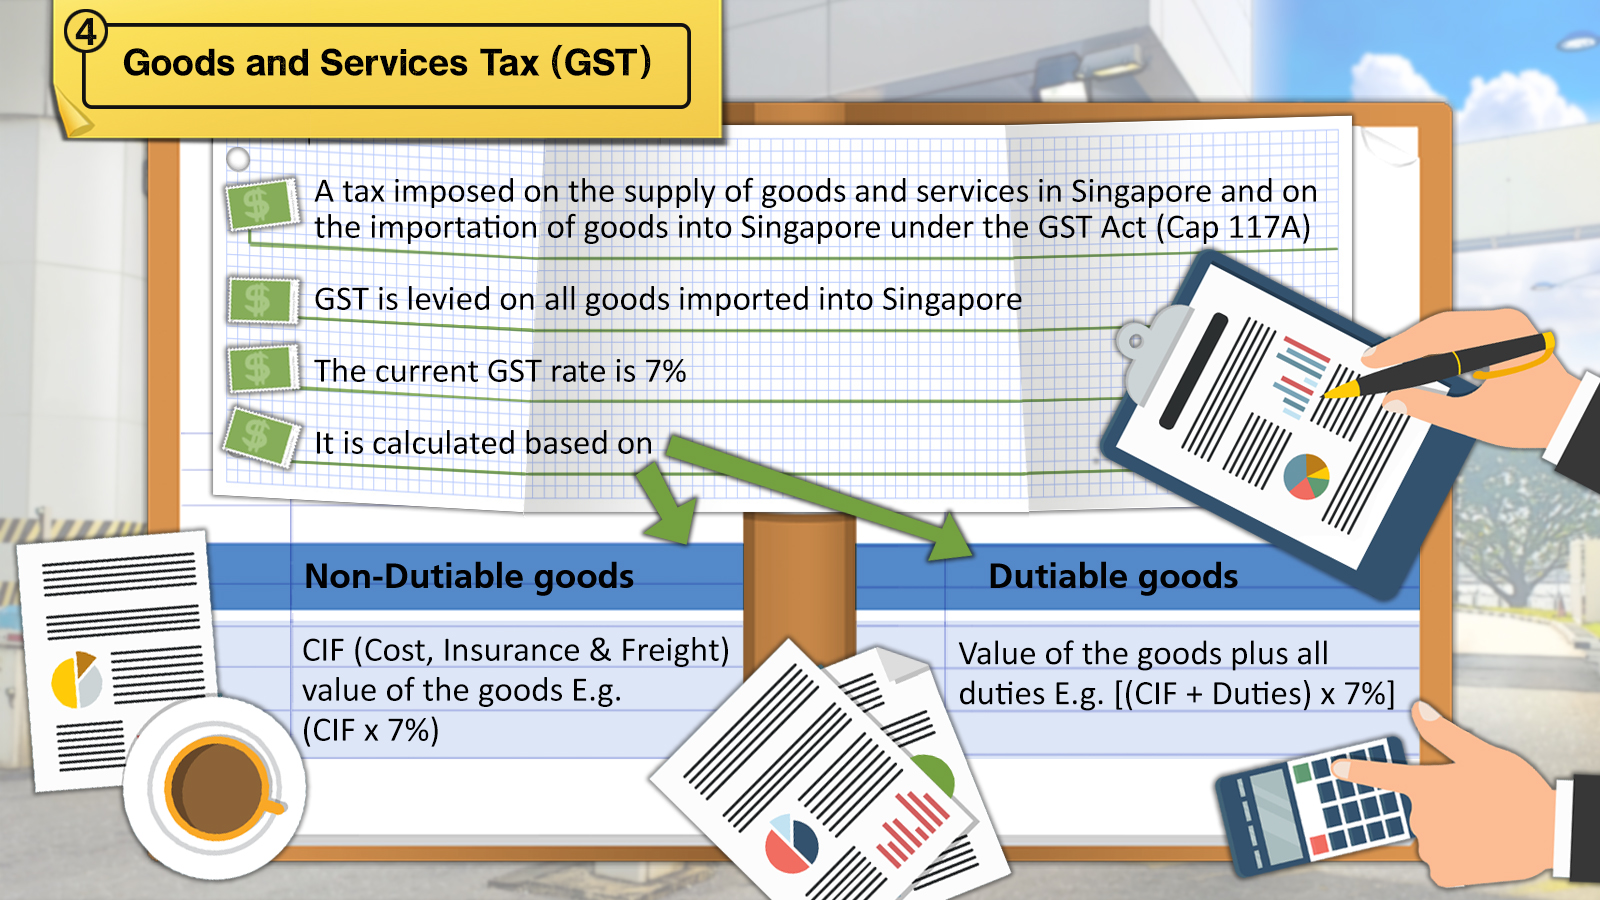 4
Goods and Services Tax (GST)
A tax imposed on the supply of goods and services in Singapore and on
the importation of goods into Singapore under the GST Act (Cap 117A)
GST is levied on all goods imported into Singapore
The current GST rate is 7%
It is calculated based on
Non-Dutiable goods
CIF (Cost, Insurance & Freight)
value of the goods E.g.
(CIF x 7%)
Dutiable goods
Value of the goods plus all
duties E.g. [(CIF + Duties) x 7%]